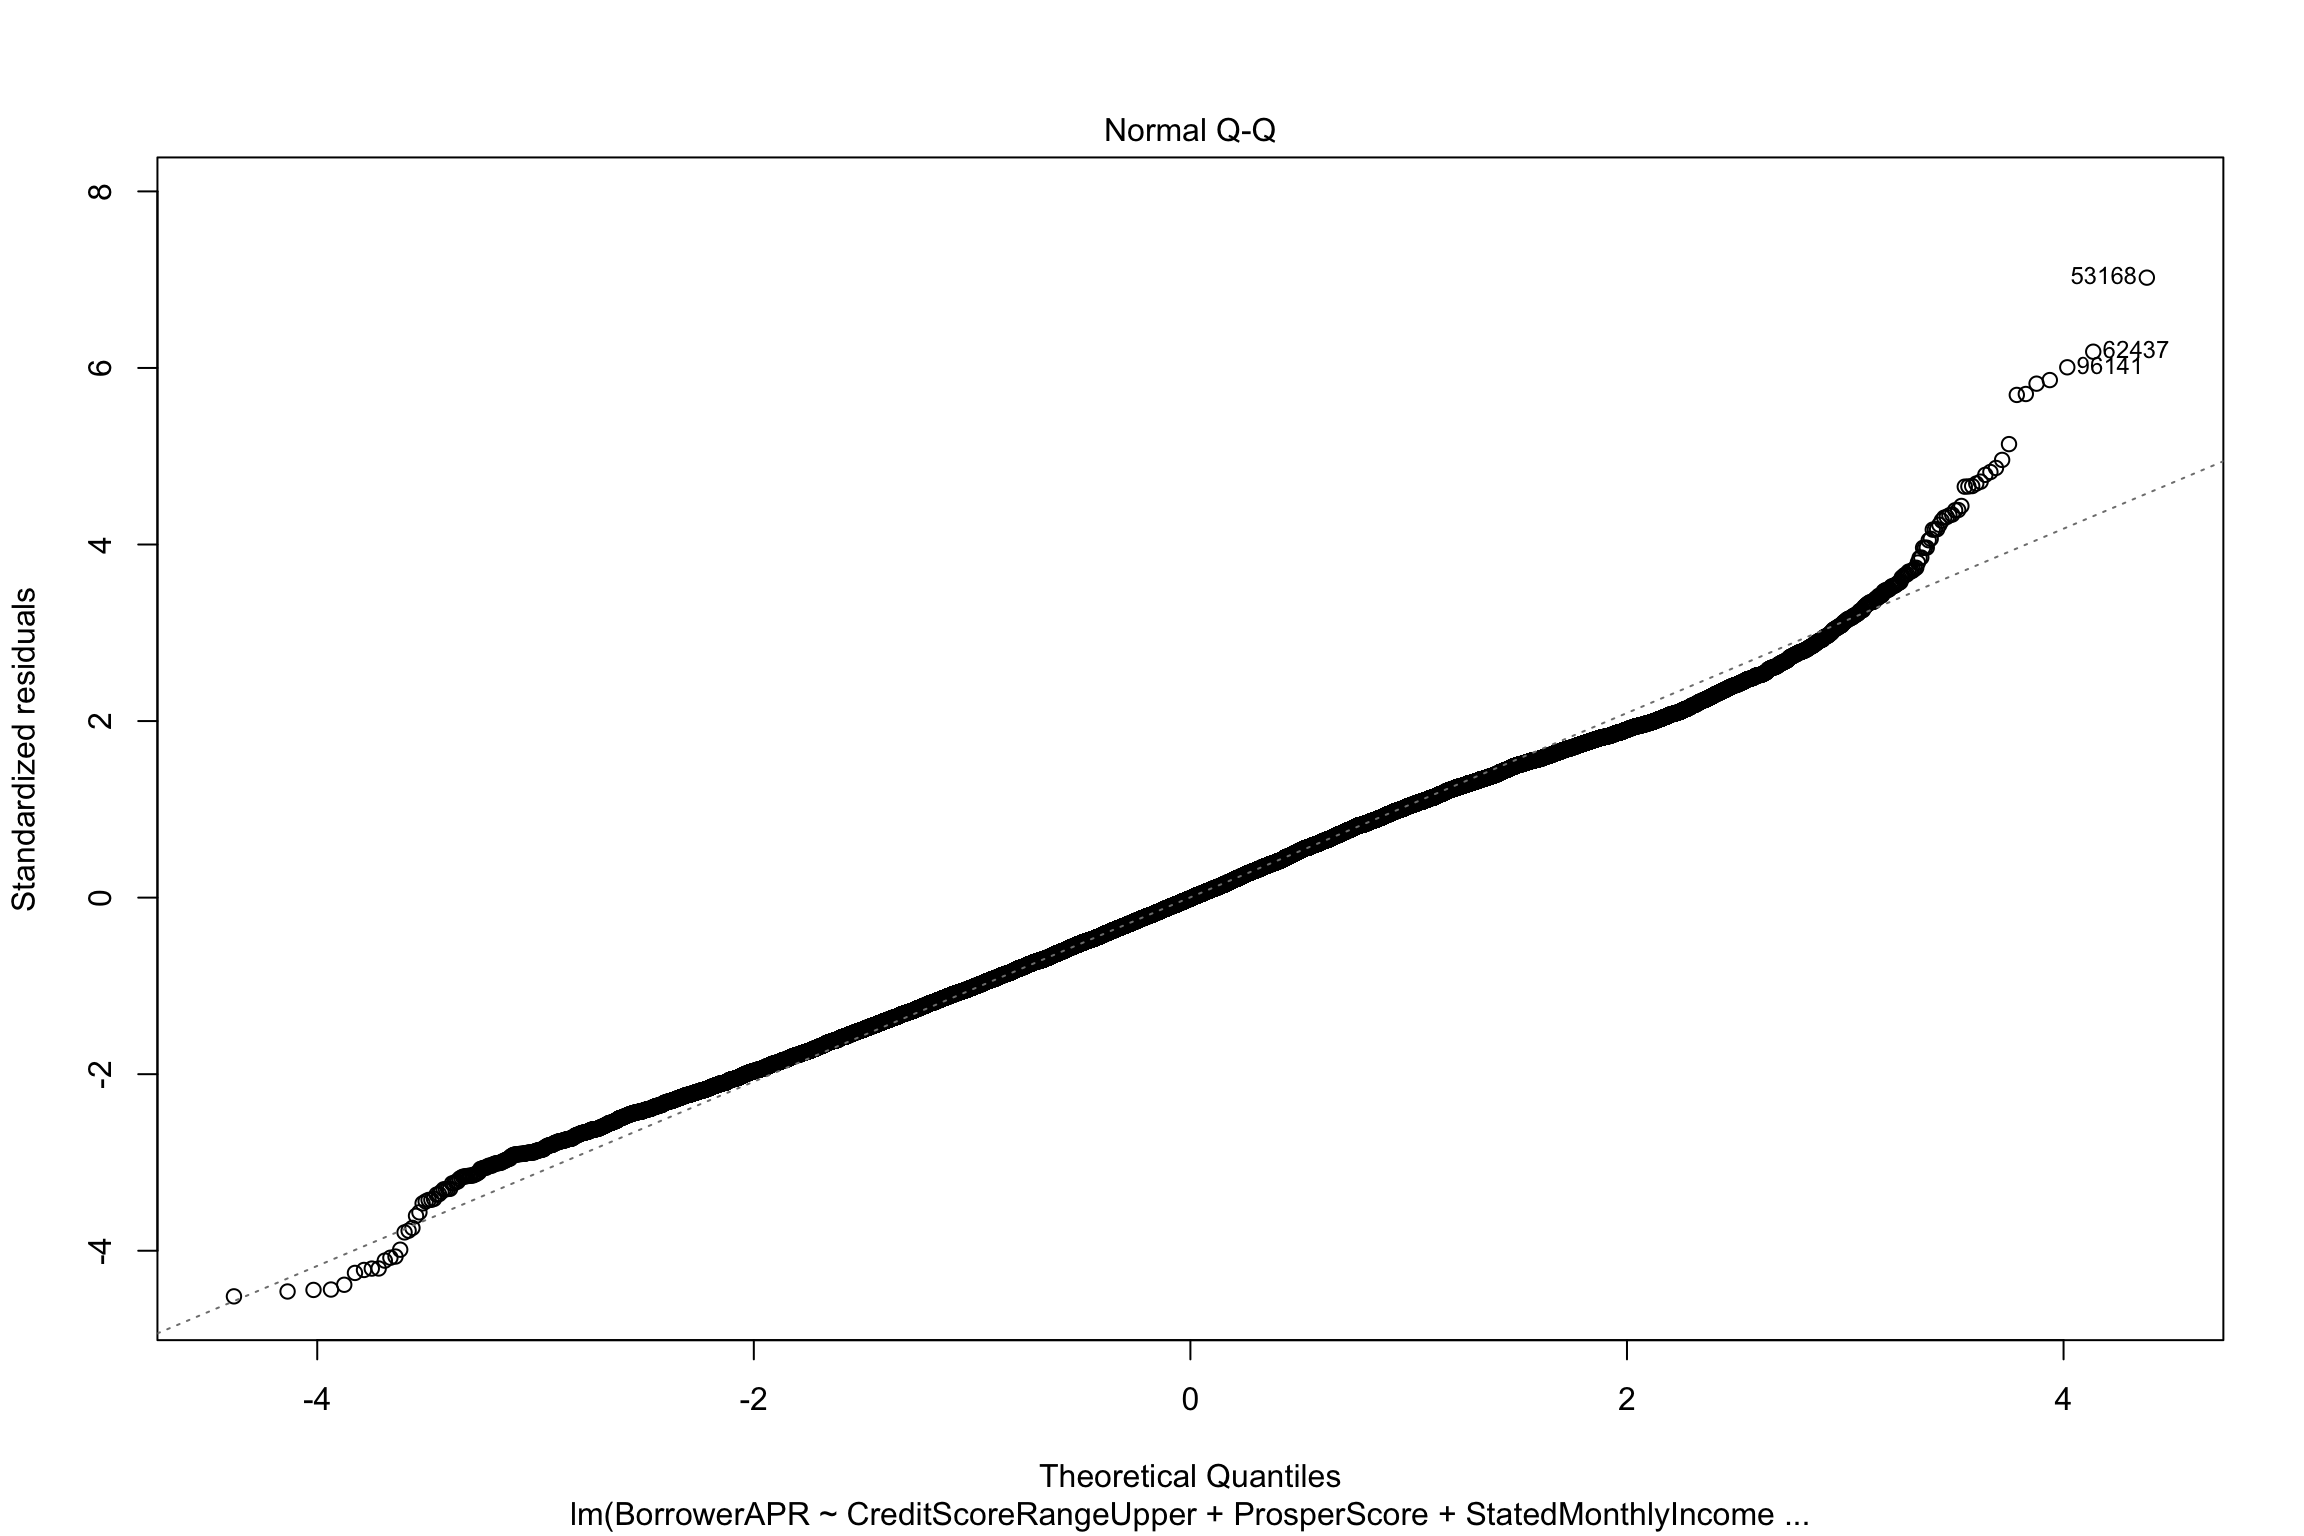 Normal Q-Q
8
6
4
2
0
-2
-4
Standardized residuals
53168
62437
96141
-4 -2 0 2 4
Theoretical Quantiles
lm(BorrowerAPR ~ CreditScoreRangeUpper + ProsperScore + StatedMonthlyIncome ...